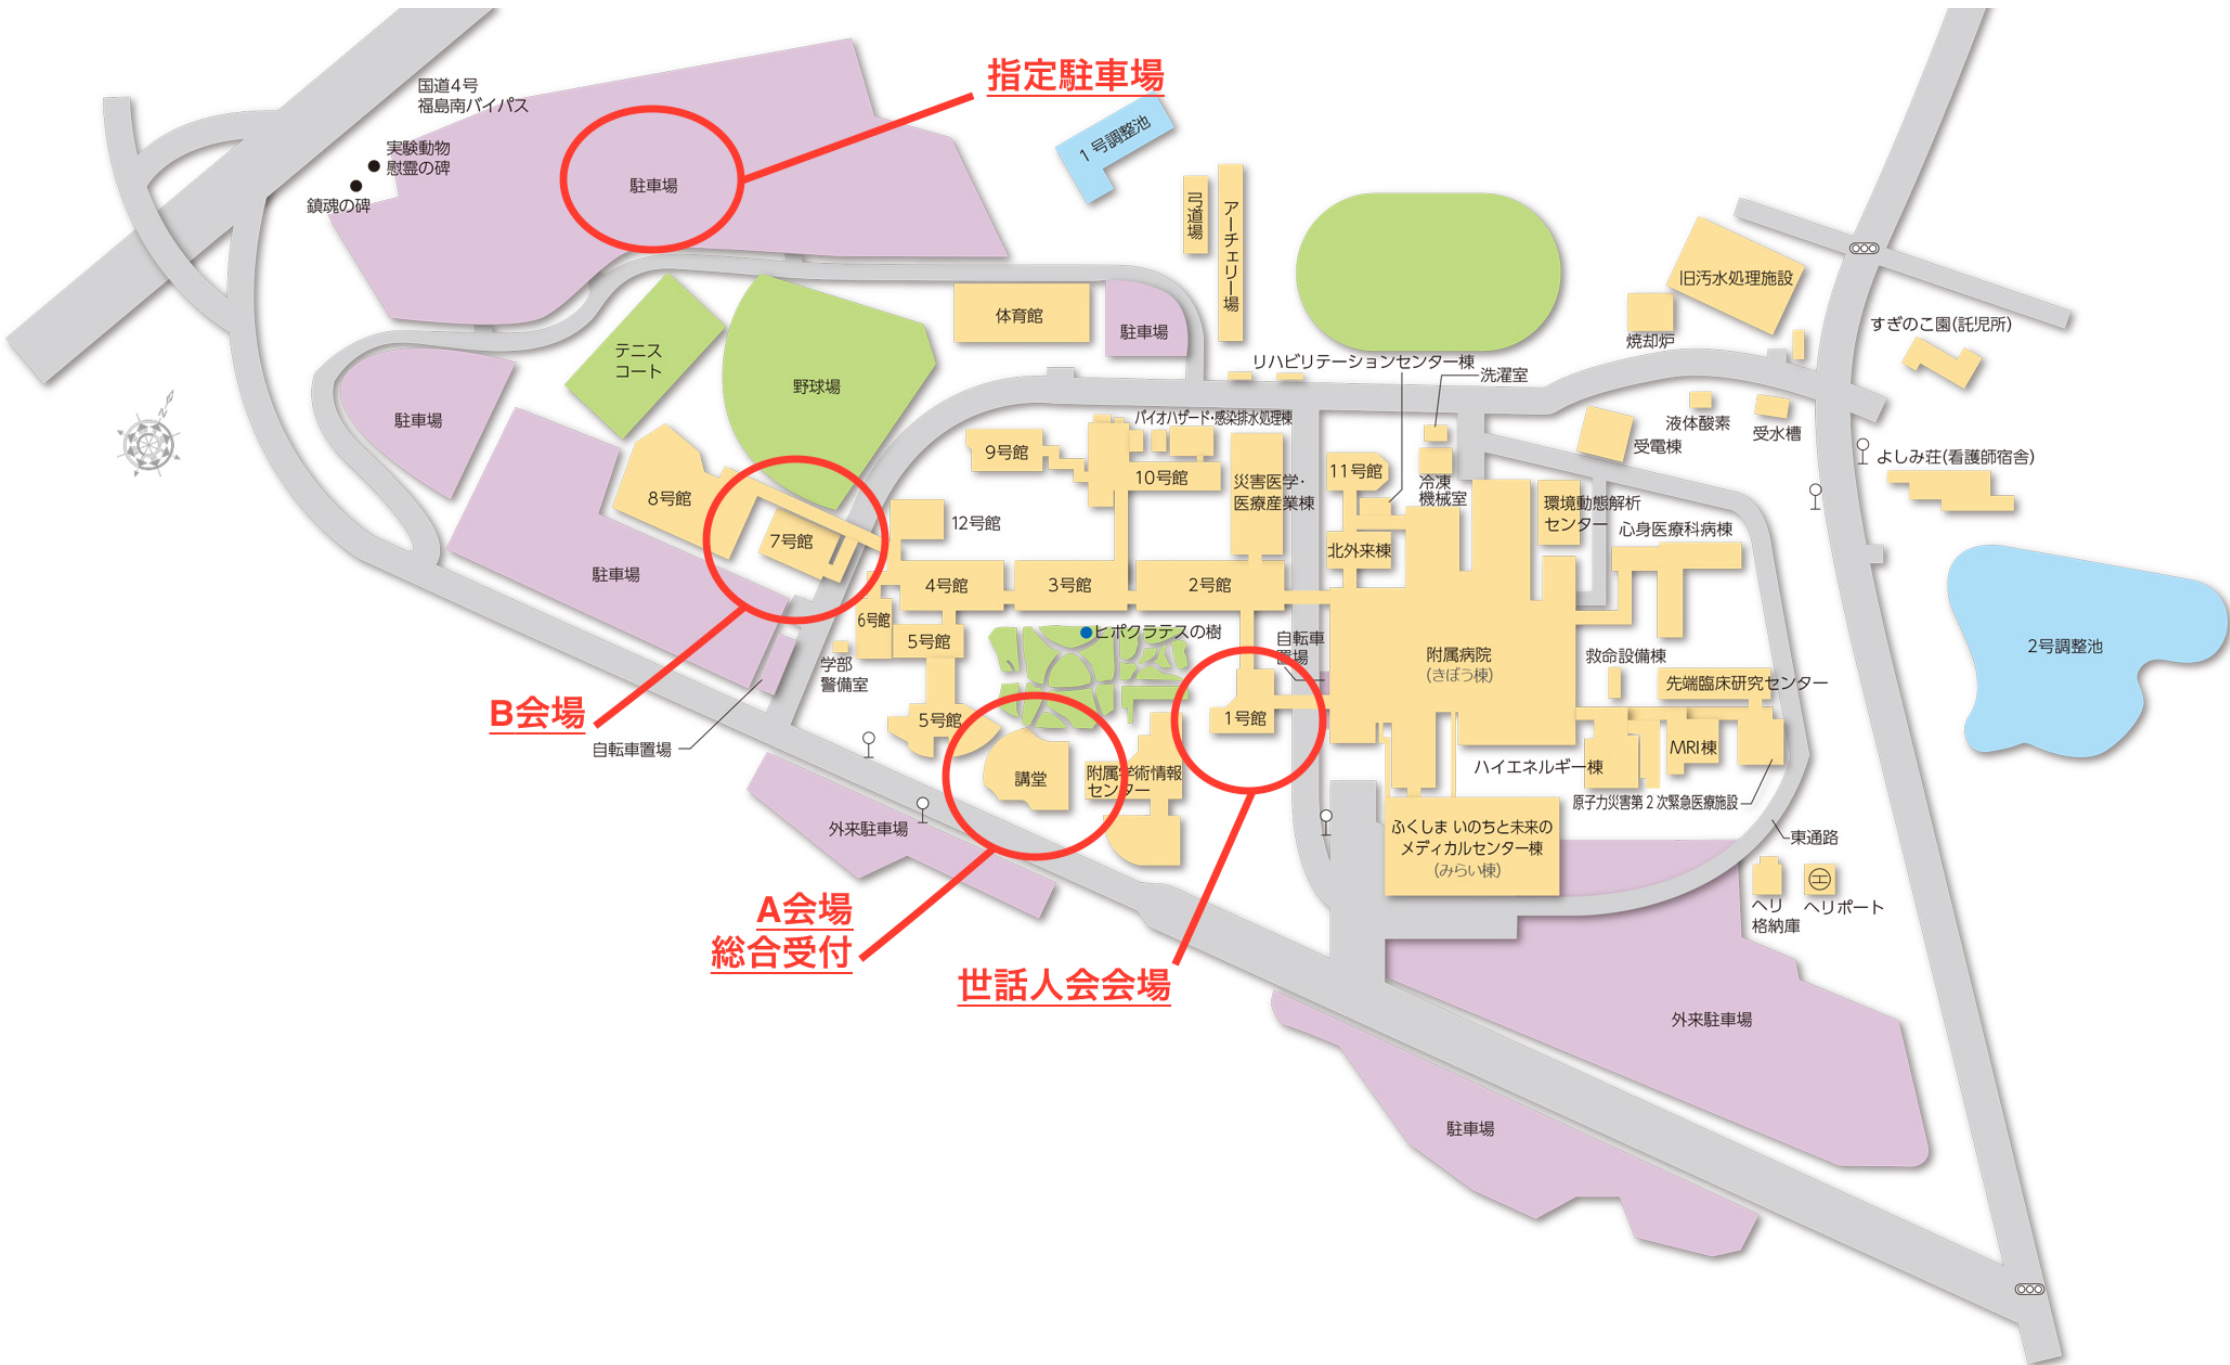 指定駐車場
国道4号
福島南バイパス
実験動物
慰霊の碑
鎮魂の碑
駐車場
1号調整池
弓道場
アーチェリー場
旧汚水処理施設
焼却炉
すぎのこ園(託児所)
体育館
駐車場
テニス
コート
野球場
リハビリテーションセンター棟
洗濯室
駐車場
バイオハザード・感染排水処理棟
液体酸素
受水槽
受電棟
よしみ荘(看護師宿舎)
9号館
10号館
災害医学・
医療産業棟
11号館
冷凍
機械室
環境動態解析
センター
心身医療科病棟
8号館
7号館
12号館
北外来棟
駐車場
4号館
3号館
2号館
6号館
5号館
ヒポクラテスの樹
自転車
置場
附属病院
(きぼう棟)
救命設備棟
先端臨床研究センター
2号調整池
学部
警備室
B会場
自転車置場
5号館
1号館
講堂
附属学術情報
センター
MRI棟
ハイエネルギー棟
原子力災害第2次緊急医療施設
外来駐車場
ふくしま いのちと未来の
メディカルセンター棟
(みらい棟)
東通路
ヘリ
格納庫
ヘリポート
A会場
総合受付
世話人会会場
外来駐車場
駐車場